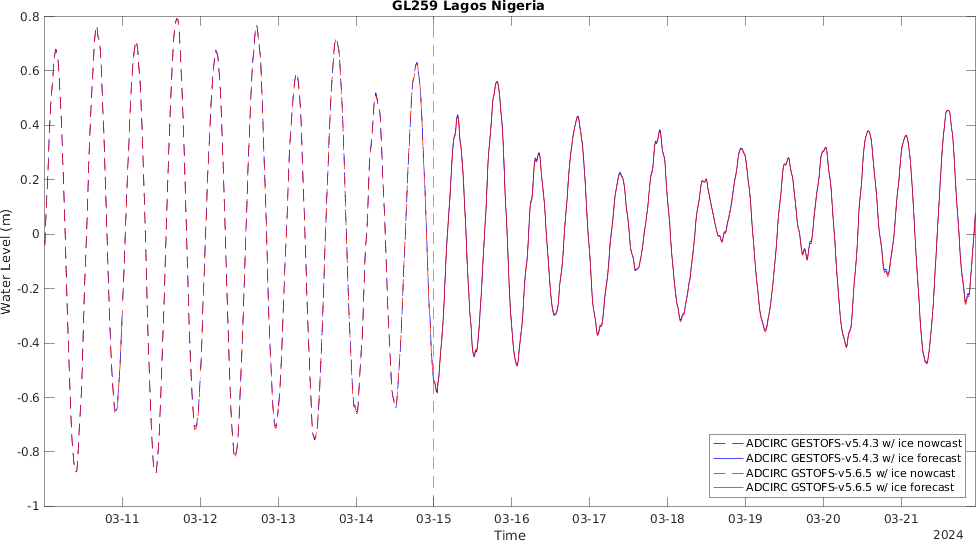 GL259 Lagos Nigeria
0.8
0.6
0.4
0.2
0
-0.2
-0.4
-0.6
-0.8
-1
Water Level (m)
03-11 03-12 03-13 03-14 03-15 03-16 03-17 03-18 03-19 03-20 03-21
Time
2024
ADCIRC GESTOFS-v5.4.3 w/ ice nowcast
ADCIRC GESTOFS-v5.4.3 w/ ice forecast
ADCIRC GSTOFS-v5.6.5 w/ ice nowcast
ADCIRC GSTOFS-v5.6.5 w/ ice forecast